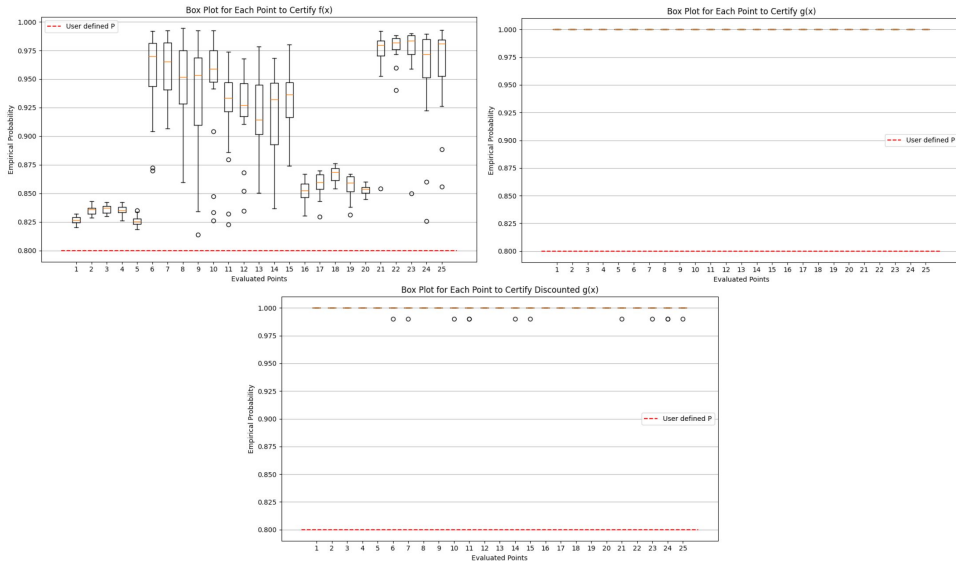 Box Plot for Each Point to Certify f(x)
User defined P
Empirical Probability
1.000
0.975
0.950
0.925
0.900
0.875
0.850
0.825
0.800
1 2 3 4 5 6 7 8 9 10 11 12 13 14 15 16 17 18 19 20 21 22 23 24 25
Evaluated Points
Box Plot for Each Point to Certify g(x)
User defined P
Empirical Probability
1.000
0.975
0.950
0.925
0.900
0.875
0.850
0.825
0.800
1 2 3 4 5 6 7 8 9 10 11 12 13 14 15 16 17 18 19 20 21 22 23 24 25
Evaluated Points
Box Plot for Each Point to Certify Discounted g(x)
User defined P
Empirical Probability
1.000
0.975
0.950
0.925
0.900
0.875
0.850
0.825
0.800
1 2 3 4 5 6 7 8 9 10 11 12 13 14 15 16 17 18 19 20 21 22 23 24 25
Evaluated Points